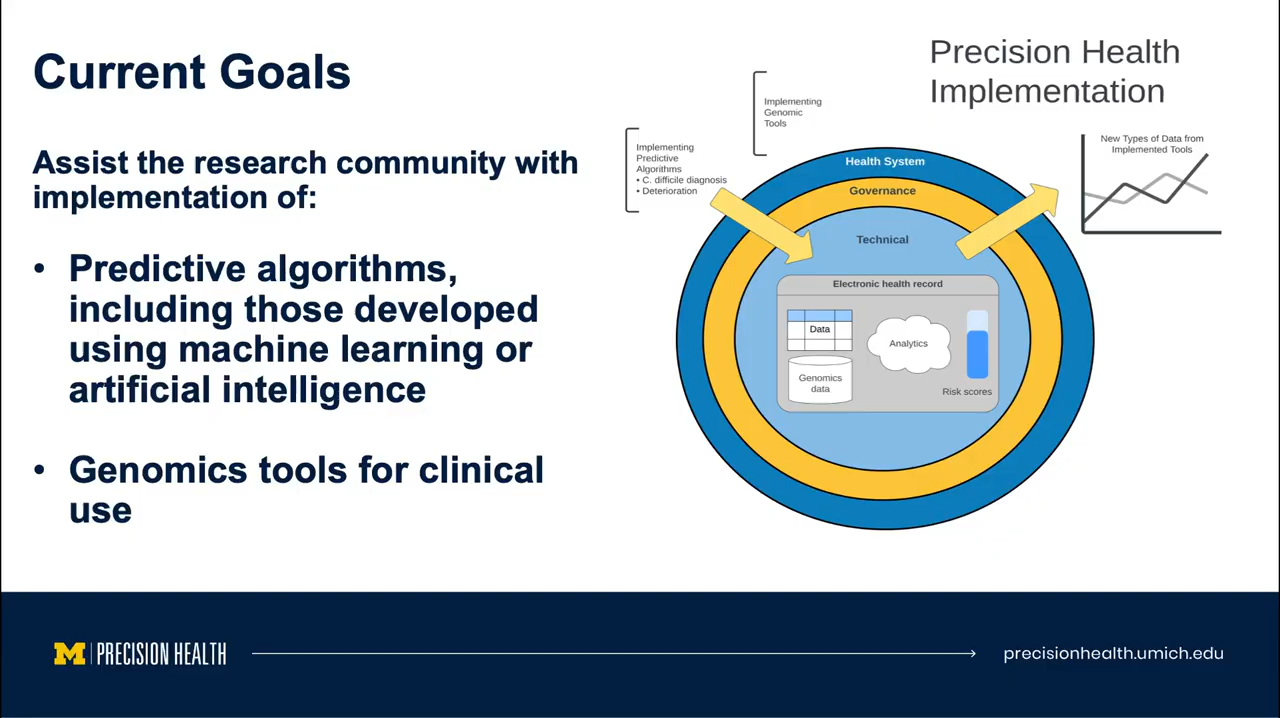 Current Goals
Assist the research community with
implementation of:
• Predictive algorithms,
including those developed
using machine learning or
artificial intelligence
• Genomics tools for clinical
use
Precision Health
Implementation
Implementing
Genomic
Tools
Implementing
Predictive
Algorithms
• C. difficile diagnosis
• Deterioration
New Types of Data from
Implemented Tools
Health System
Governance
Technical
Electronic health record
Data
Genomics
data
Analytics
Risk scores
M PRECISION HEALTH
precisionhealth.umich.edu